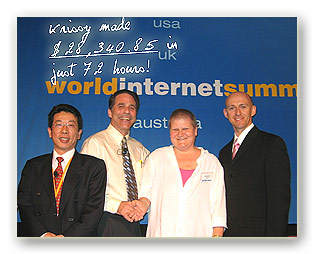 Krissy made
$28,340.85 in
just 72 hours!
usa
uk
worldinternetsumm
australia